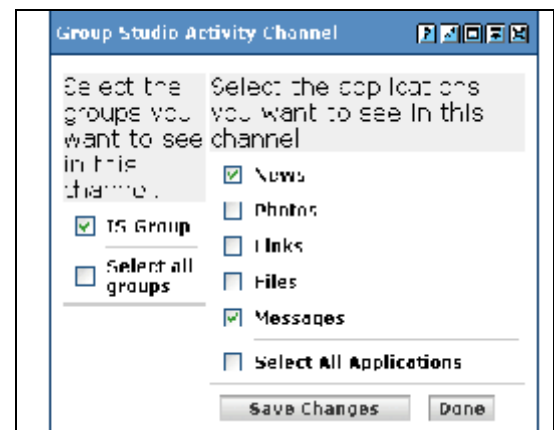 Group Studio Activity Channel
Select the
groups you
want to see
in this
channel.
IS Group
Select all
groups
Select the applications
you want to see in this
channel
News
Photos
Links
Files
Messages
Select All Applications
Save Changes
Done